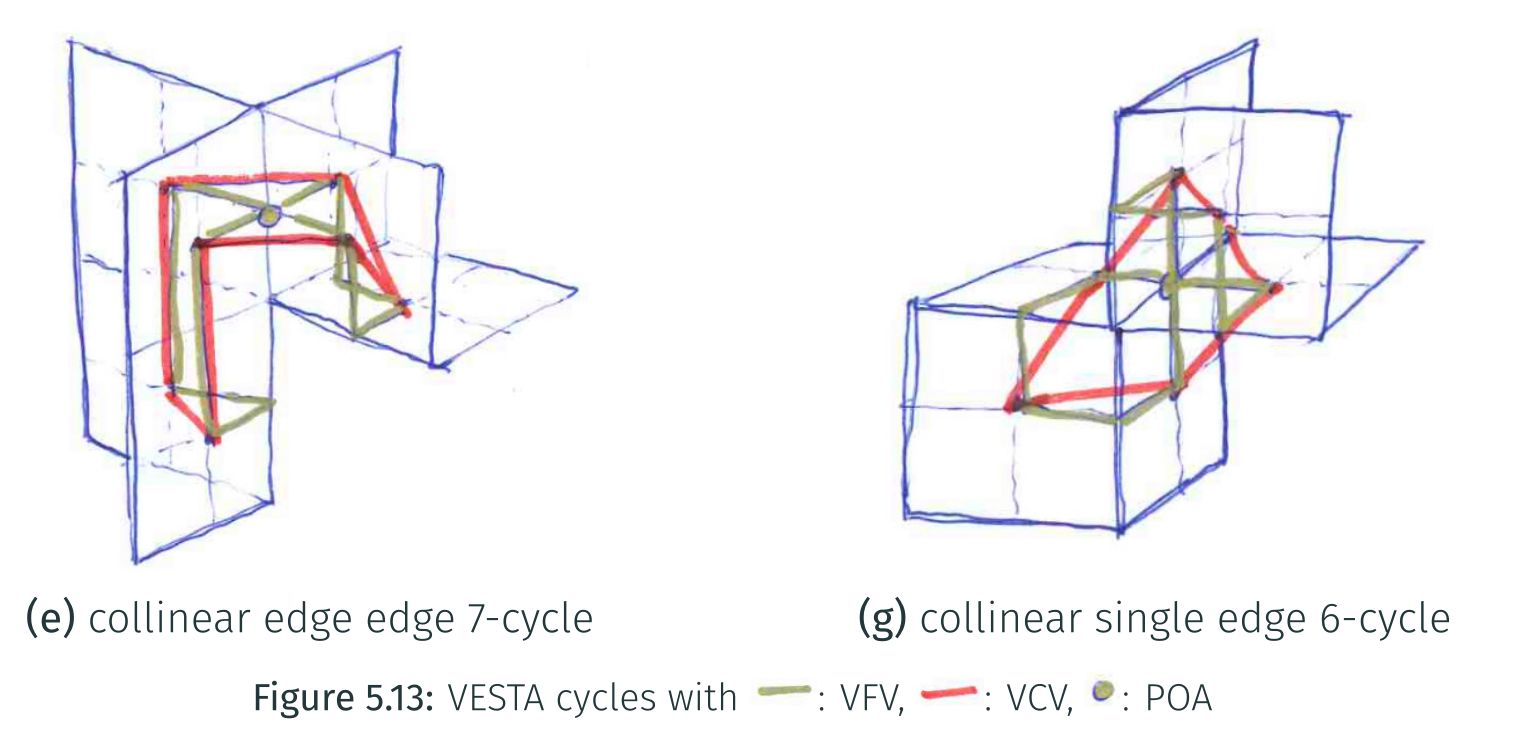 (e) collinear edge edge 7-cycle
(g) collinear single edge 6-cycle
Figure 5.13: VESTA cycles with : VFV, : VCV, : POA